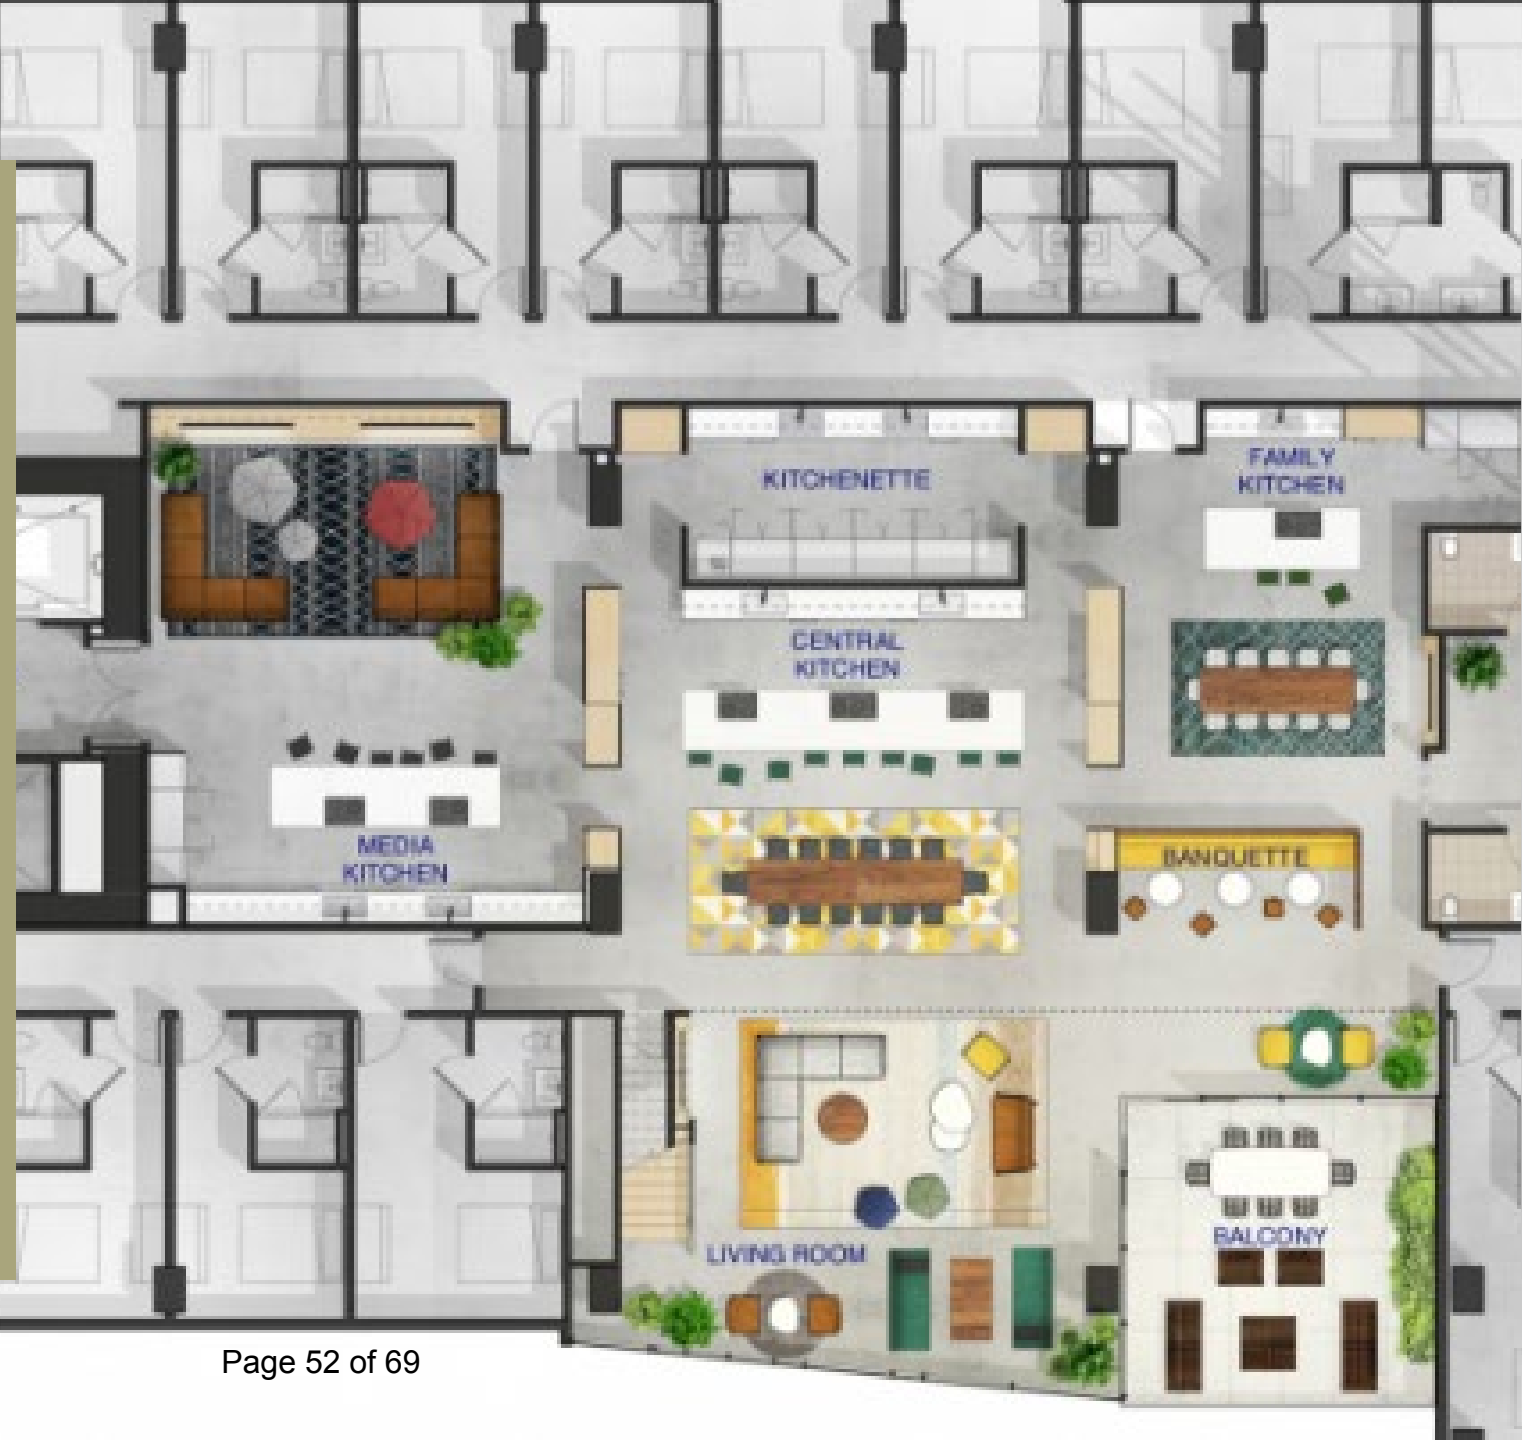 KITCHENETTE
FAMILY
KITCHEN
CENTRAL
KITCHEN
MEDIA
KITCHEN
BANQUETTE
LIVING ROOM
BALCONY
Page 52 of 69